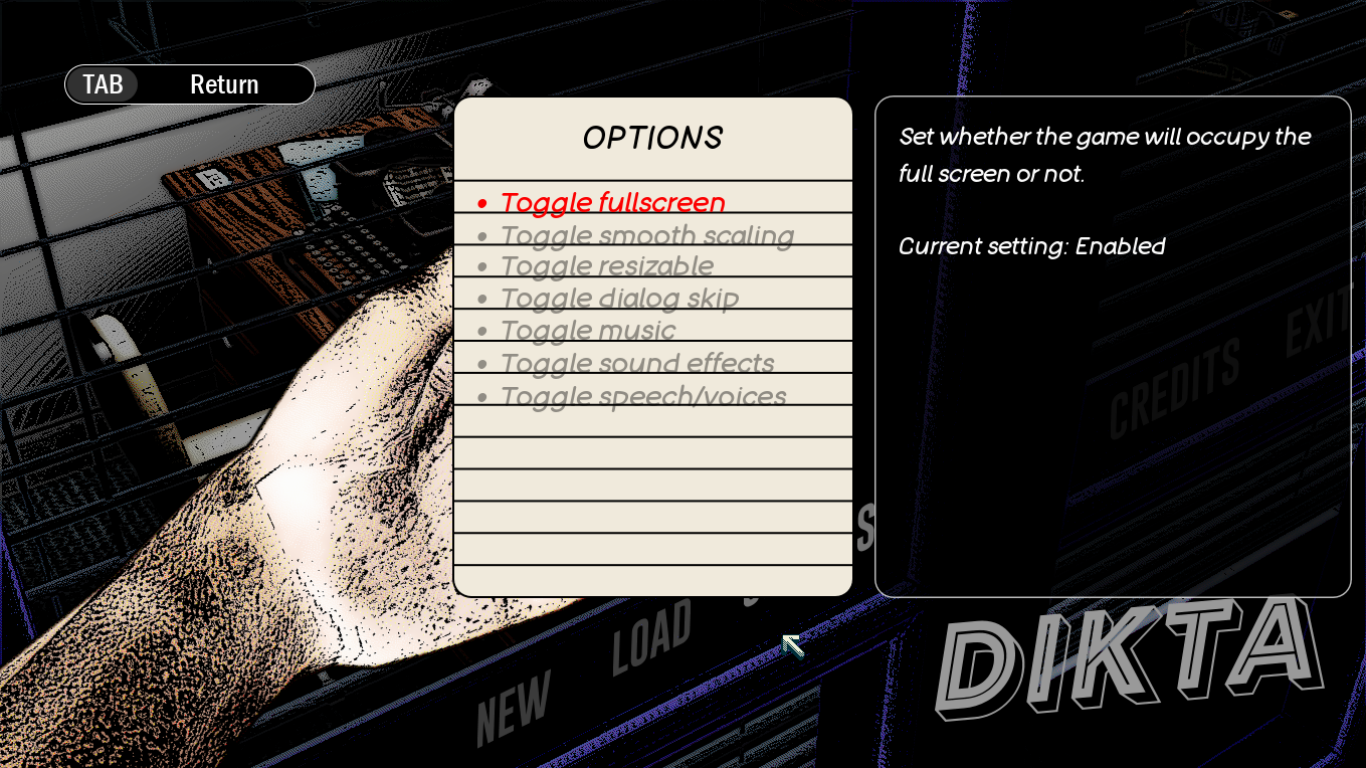 TAB Return
OPTIONS
• Toggle fullscreen
• Toggle smooth scaling
• Toggle resizable
• Toggle dialog skip
• Toggle music
• Toggle sound effects
• Toggle speech/voices
Set whether the game will occupy the
full screen or not.
Current setting: Enabled
NEW
LOAD
S
CREDITS
EXIT
DIKTA